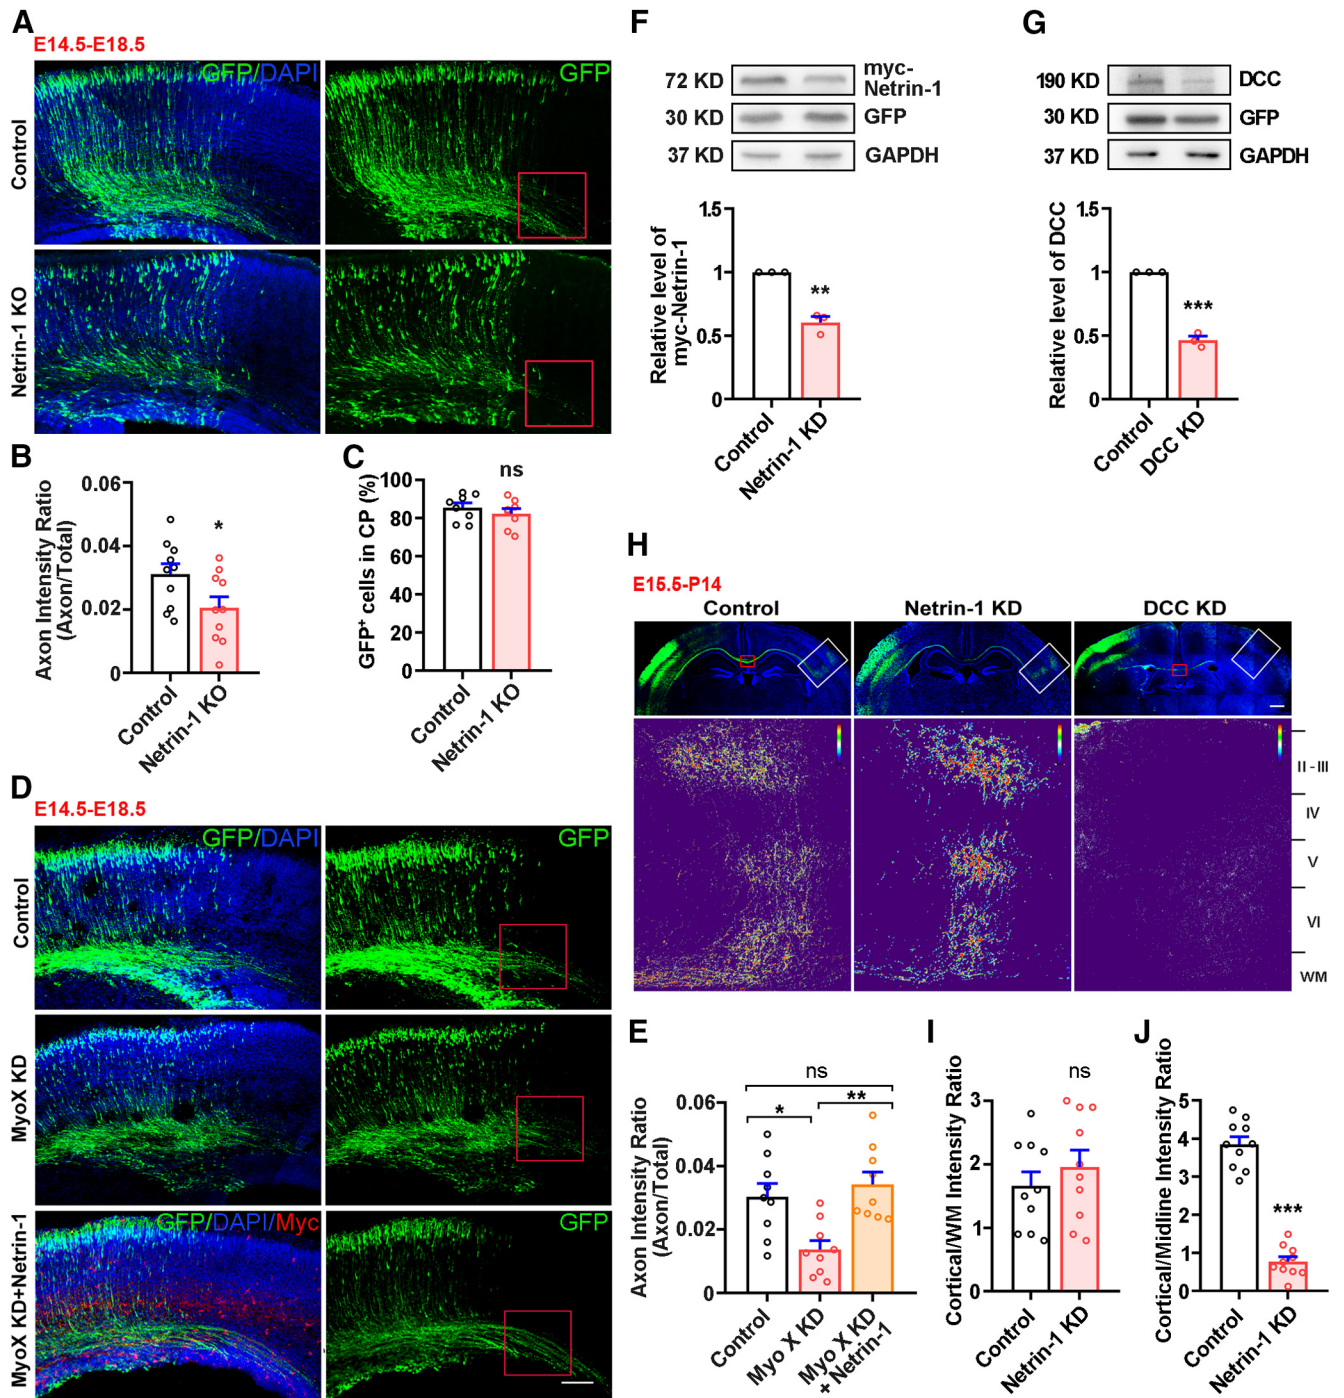 A
E14.5-E18.5
GFP/DAPI
GFP
Control
Netrin-1 KO
B
Axon Intensity Ratio
(Axon/Total)
0.06
0.04
0.02
0
*
Control
Netrin-1 KO
C
GFP+ cells in CP (%)
100
80
60
40
20
0
ns
Control
Netrin-1 KO
D
E14.5-E18.5
GFP/DAPI
GFP
Control
MyoX KD
GFP/DAPI/Myc
GFP
MyoX KD+Netrin-1
F
72 KD
myc-
Netrin-1
30 KD
GFP
37 KD
GAPDH
Relative level of
myc-Netrin-1
1.5
1
0.5
0
**
Control
Netrin-1 KD
G
190 KD
DCC
30 KD
GFP
37 KD
GAPDH
Relative level of DCC
1.5
1
0.5
0
***
Control
DCC KD
H
E15.5-P14
Control
Netrin-1 KD
DCC KD
II - III
IV
V
VI
WM
E
Axon Intensity Ratio
(Axon/Total)
0.06
0.04
0.02
0
ns
*
**
Control
Myo X KD
Myo X KD
+ Netrin-1
I
Cortical/WM Intensity Ratio
3
2
1
0
ns
Control
Netrin-1 KD
J
Cortical/Midline Intensity Ratio
5
4
3
2
1
0
***
Control
Netrin-1 KD